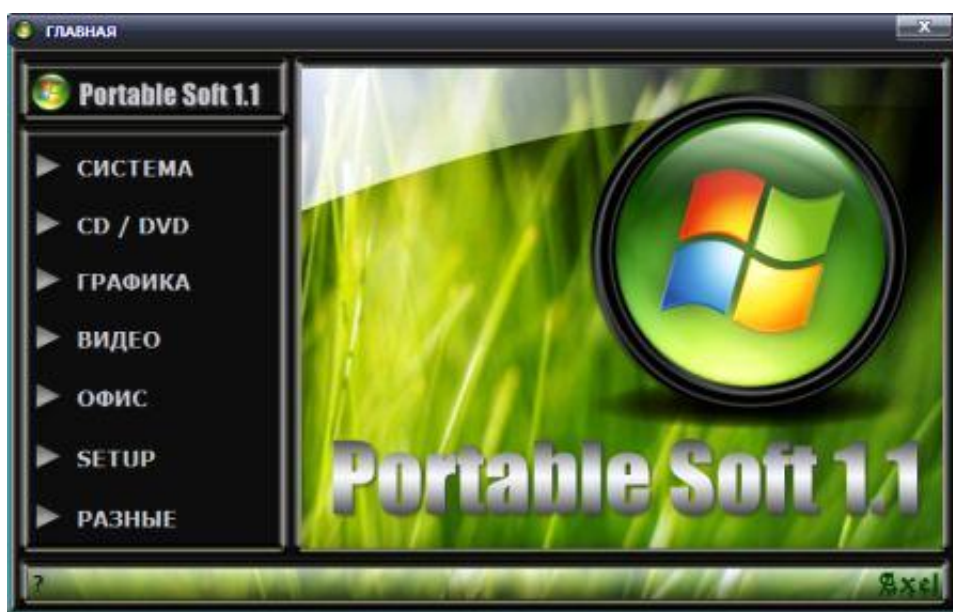 ГЛАВНАЯ
X
Portable Soft 1.1
СИСТЕМА
CD / DVD
ГРАФИКА
ВИДЕО
ОФИС
SETUP
РАЗНЫЕ
Portable Soft 1.1
?
Axel